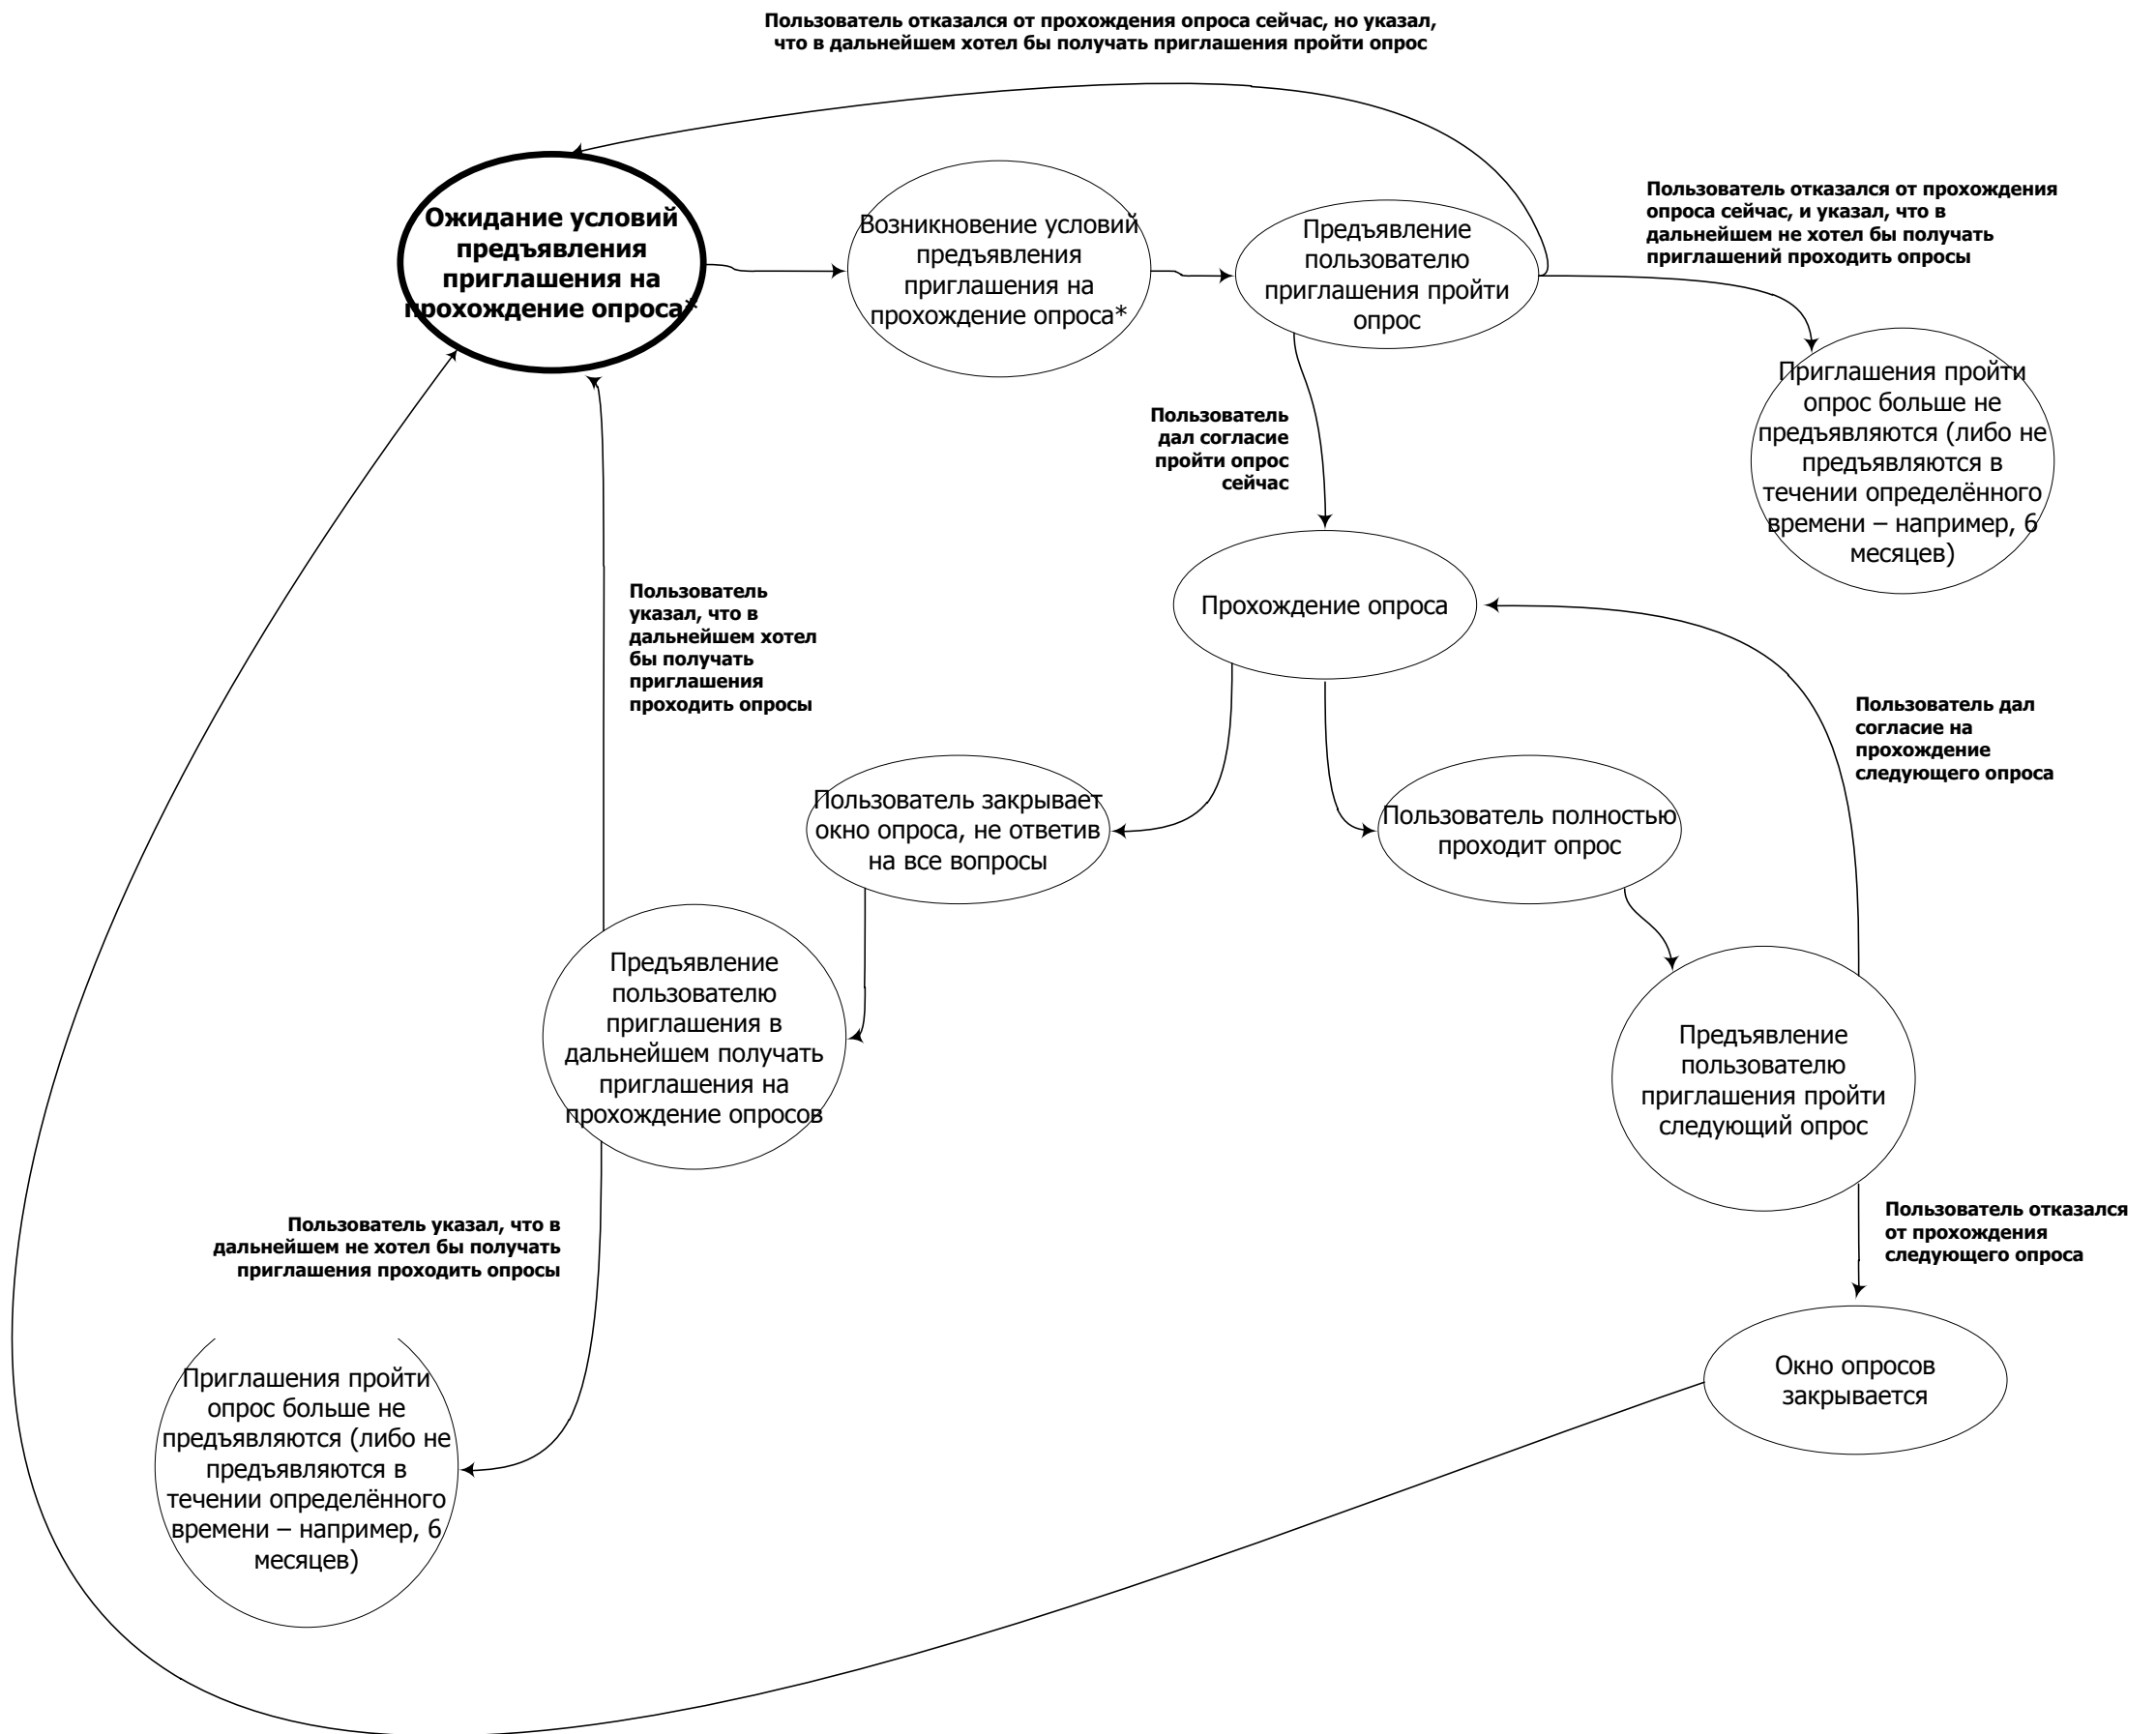 Пользователь отказался от прохождения опроса сейчас, но указал,
что в дальнейшем хотел бы получать приглашения пройти опрос
Ожидание условий
предъявления
приглашения на
прохождение опроса*
Возникновение условий
предъявления
приглашения на
прохождение опроса*
Предъявление
пользователю
приглашения пройти
опрос
Пользователь отказался от прохождения
опроса сейчас, и указал, что в
дальнейшем не хотел бы получать
приглашений проходить опросы
Приглашения пройти
опрос больше не
предъявляются (либо не
предъявляются в
течении определённого
времени – например, 6
месяцев)
Пользователь
дал согласие
пройти опрос
сейчас
Прохождение опроса
Пользователь
указал, что в
дальнейшем хотел
бы получать
приглашения
проходить опросы
Пользователь дал
согласие на
прохождение
следующего опроса
Пользователь закрывает
окно опроса, не ответив
на все вопросы
Пользователь полностью
проходит опрос
Предъявление
пользователю
приглашения в
дальнейшем получать
приглашения на
прохождение опросов
Предъявление
пользователю
приглашения пройти
следующий опрос
Пользователь указал, что в
дальнейшем не хотел бы получать
приглашения проходить опросы
Пользователь отказался
от прохождения
следующего опроса
Окно опросов
закрывается
Приглашения пройти
опрос больше не
предъявляются (либо не
предъявляются в
течении определённого
времени – например, 6
месяцев)